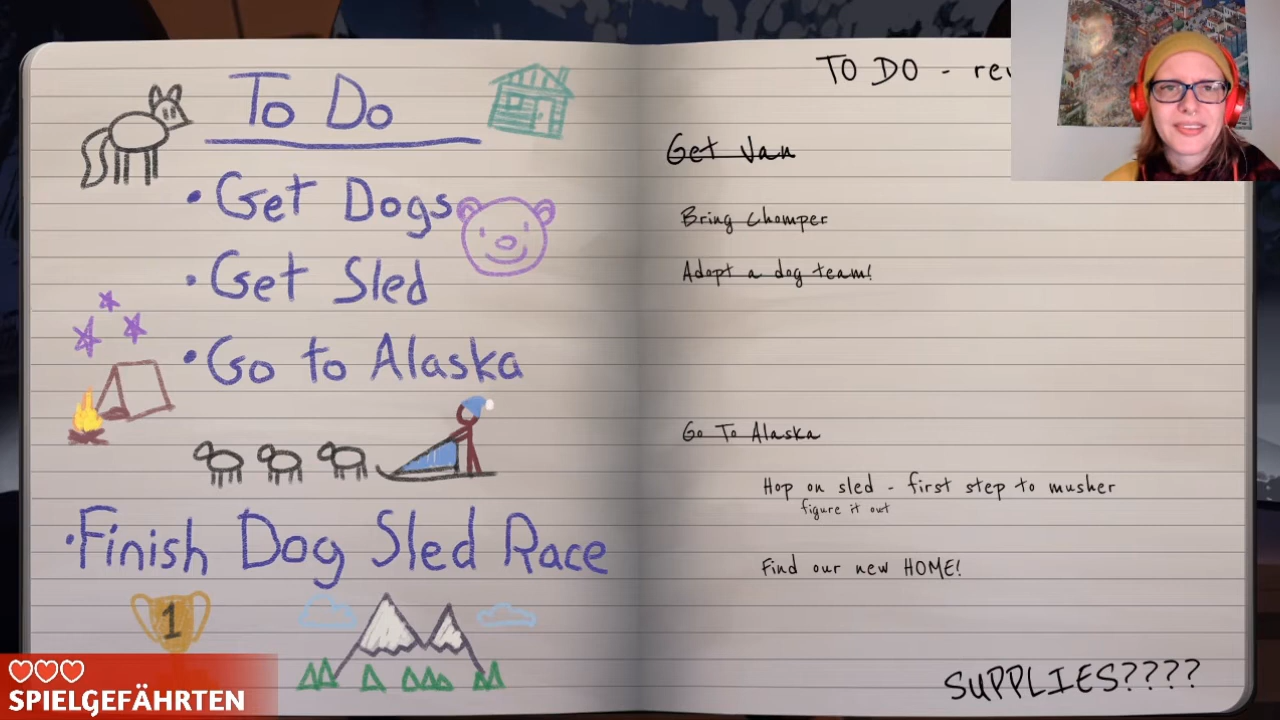 To Do
• Get Dogs
• Get Sled
• Go to Alaska
• Finish Dog Sled Race
1
TO DO -
Get Van
Bring Chomper
Adopt a dog team!
Go To Alaska
Hop on sled - first step to musher
figure it out
Find our new HOME!
SUPPLIES????
SPIELGEFÄHRTEN